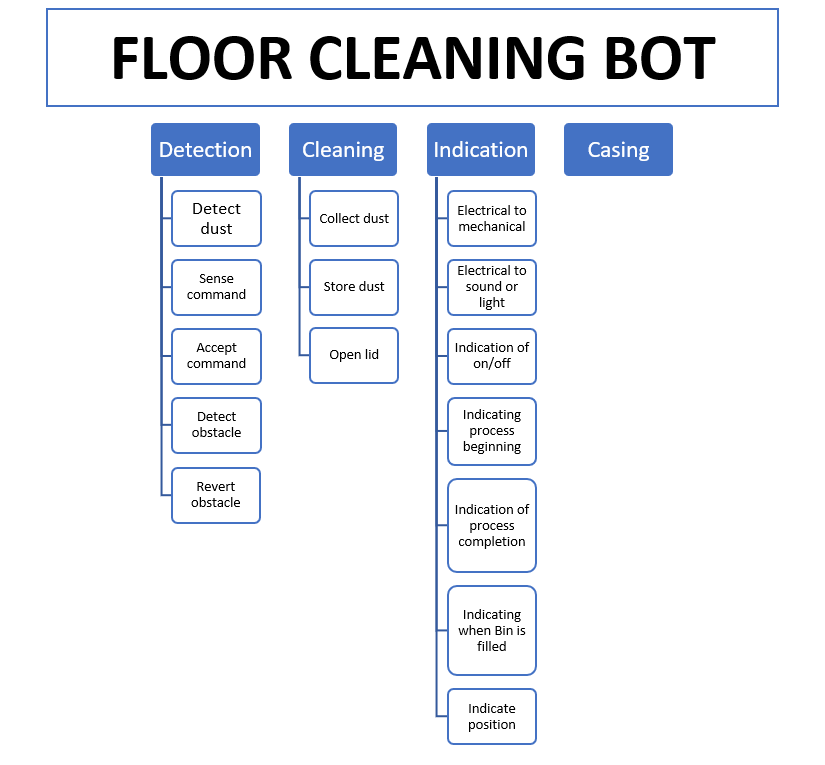 FLOOR CLEANING BOT
Detection
Cleaning
Indication
Casing
Detect
dust
Sense
command
Accept
command
Detect
obstacle
Revert
obstacle
Collect dust
Store dust
Open lid
Electrical to
mechanical
Electrical to
sound or
light
Indication of
on/off
Indicating
process
beginning
Indication of
process
completion
Indicating
when Bin is
filled
Indicate
position